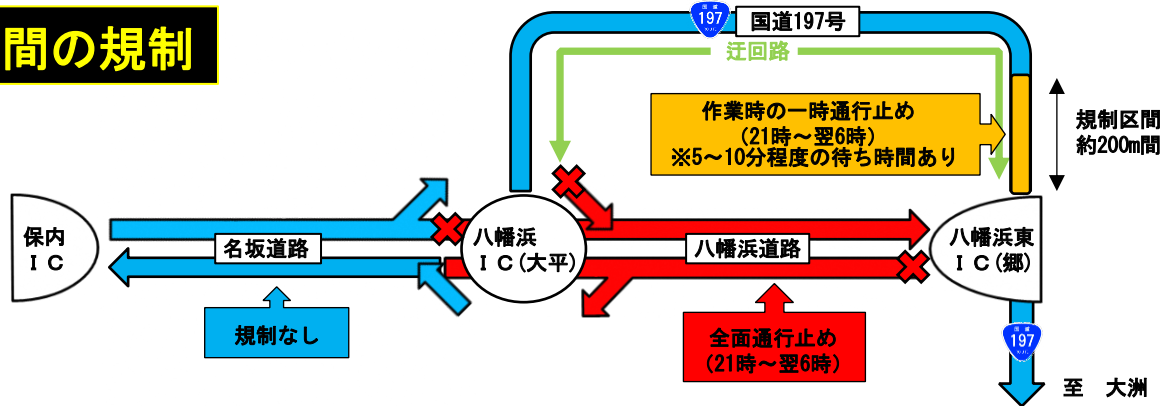 間の規制
国道
197
国道197号
迂回路
作業時の一時通行止め
(21時～翌6時)
※5～10分程度の待ち時間あり
規制区間
約200m間
保内
ＩＣ
名坂道路
八幡浜
ＩＣ(大平)
八幡浜道路
八幡浜東
ＩＣ(郷)
規制なし
全面通行止め
(21時～翌6時)
国道
197
至　大洲